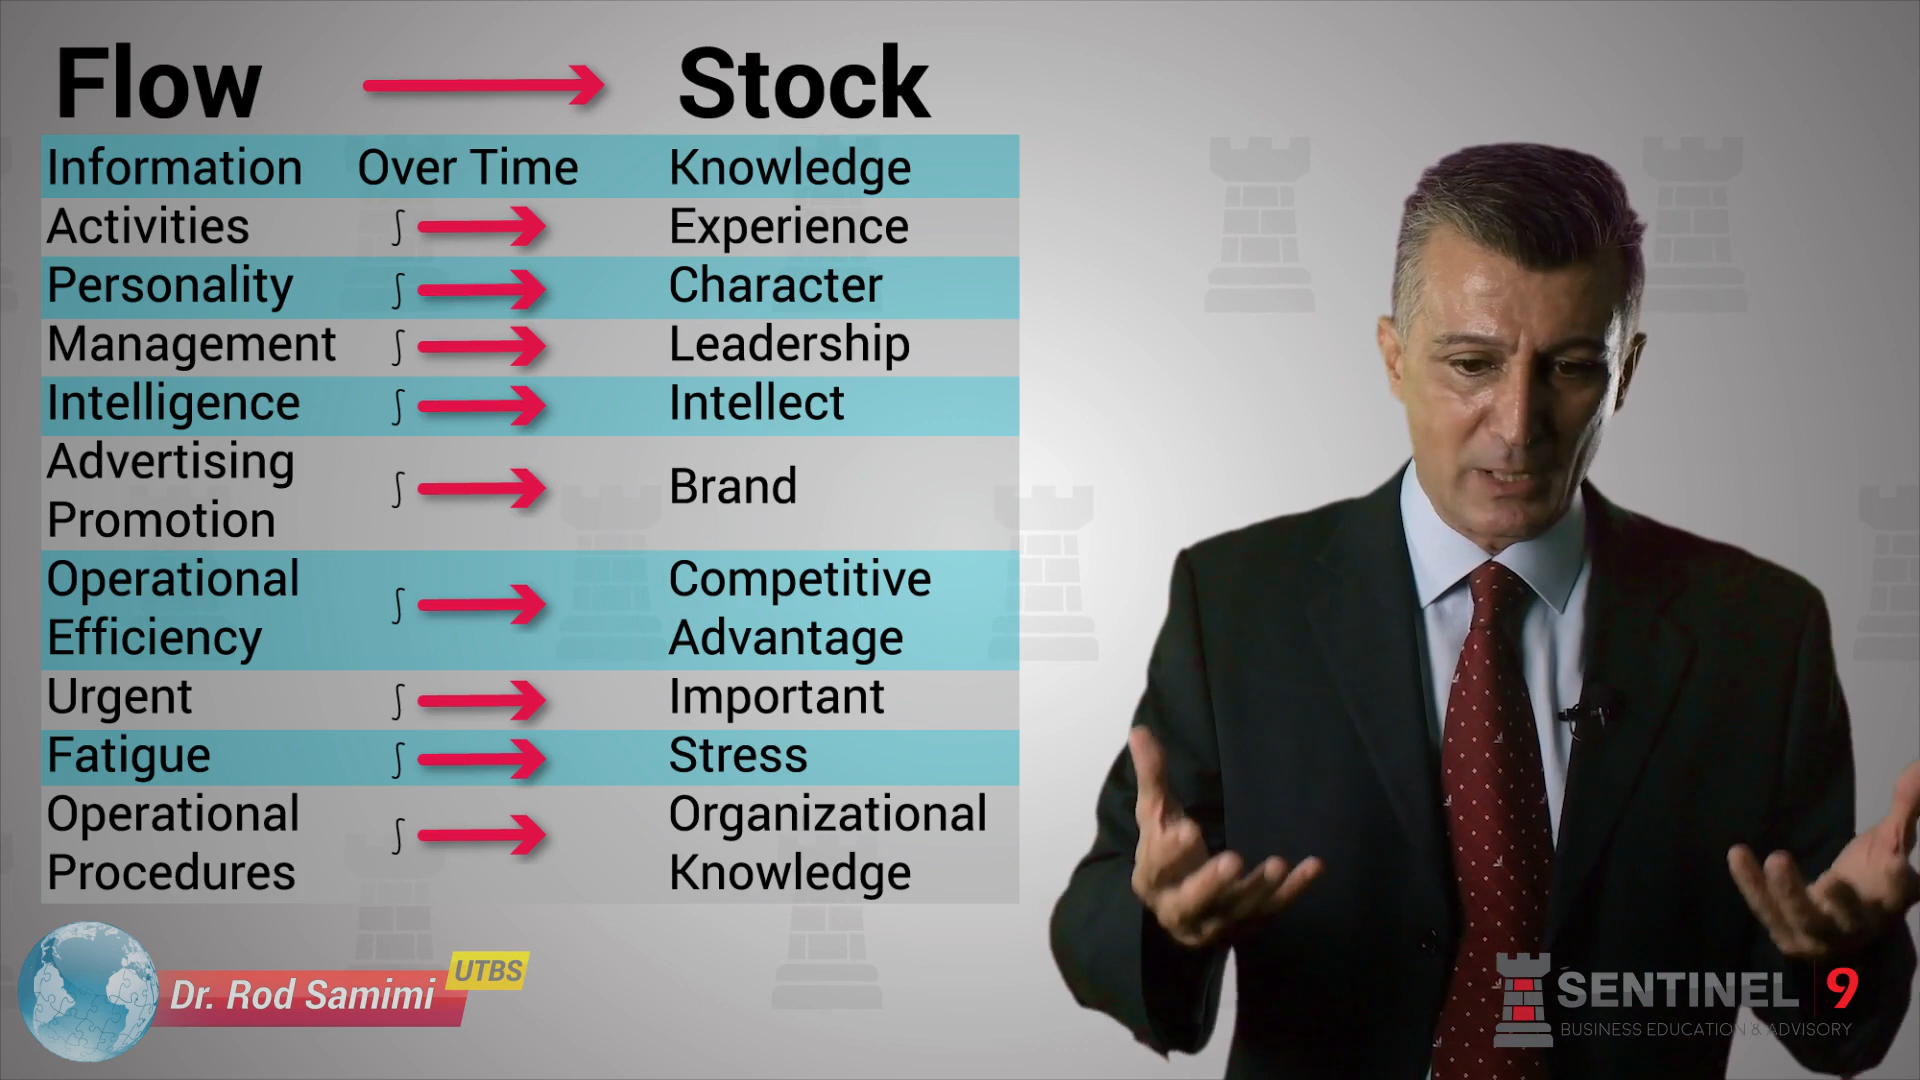 Flow → Stock
Information Over Time Knowledge
Activities ∫ → Experience
Personality ∫ → Character
Management ∫ → Leadership
Intelligence ∫ → Intellect
Advertising
Promotion ∫ → Brand
Operational ∫ → Competitive
Efficiency Advantage
Urgent ∫ → Important
Fatigue ∫ → Stress
Operational ∫ → Organizational
Procedures Knowledge
Dr. Rod Samimi UTBS
SENTINEL 9
BUSINESS EDUCATION & ADVISORY